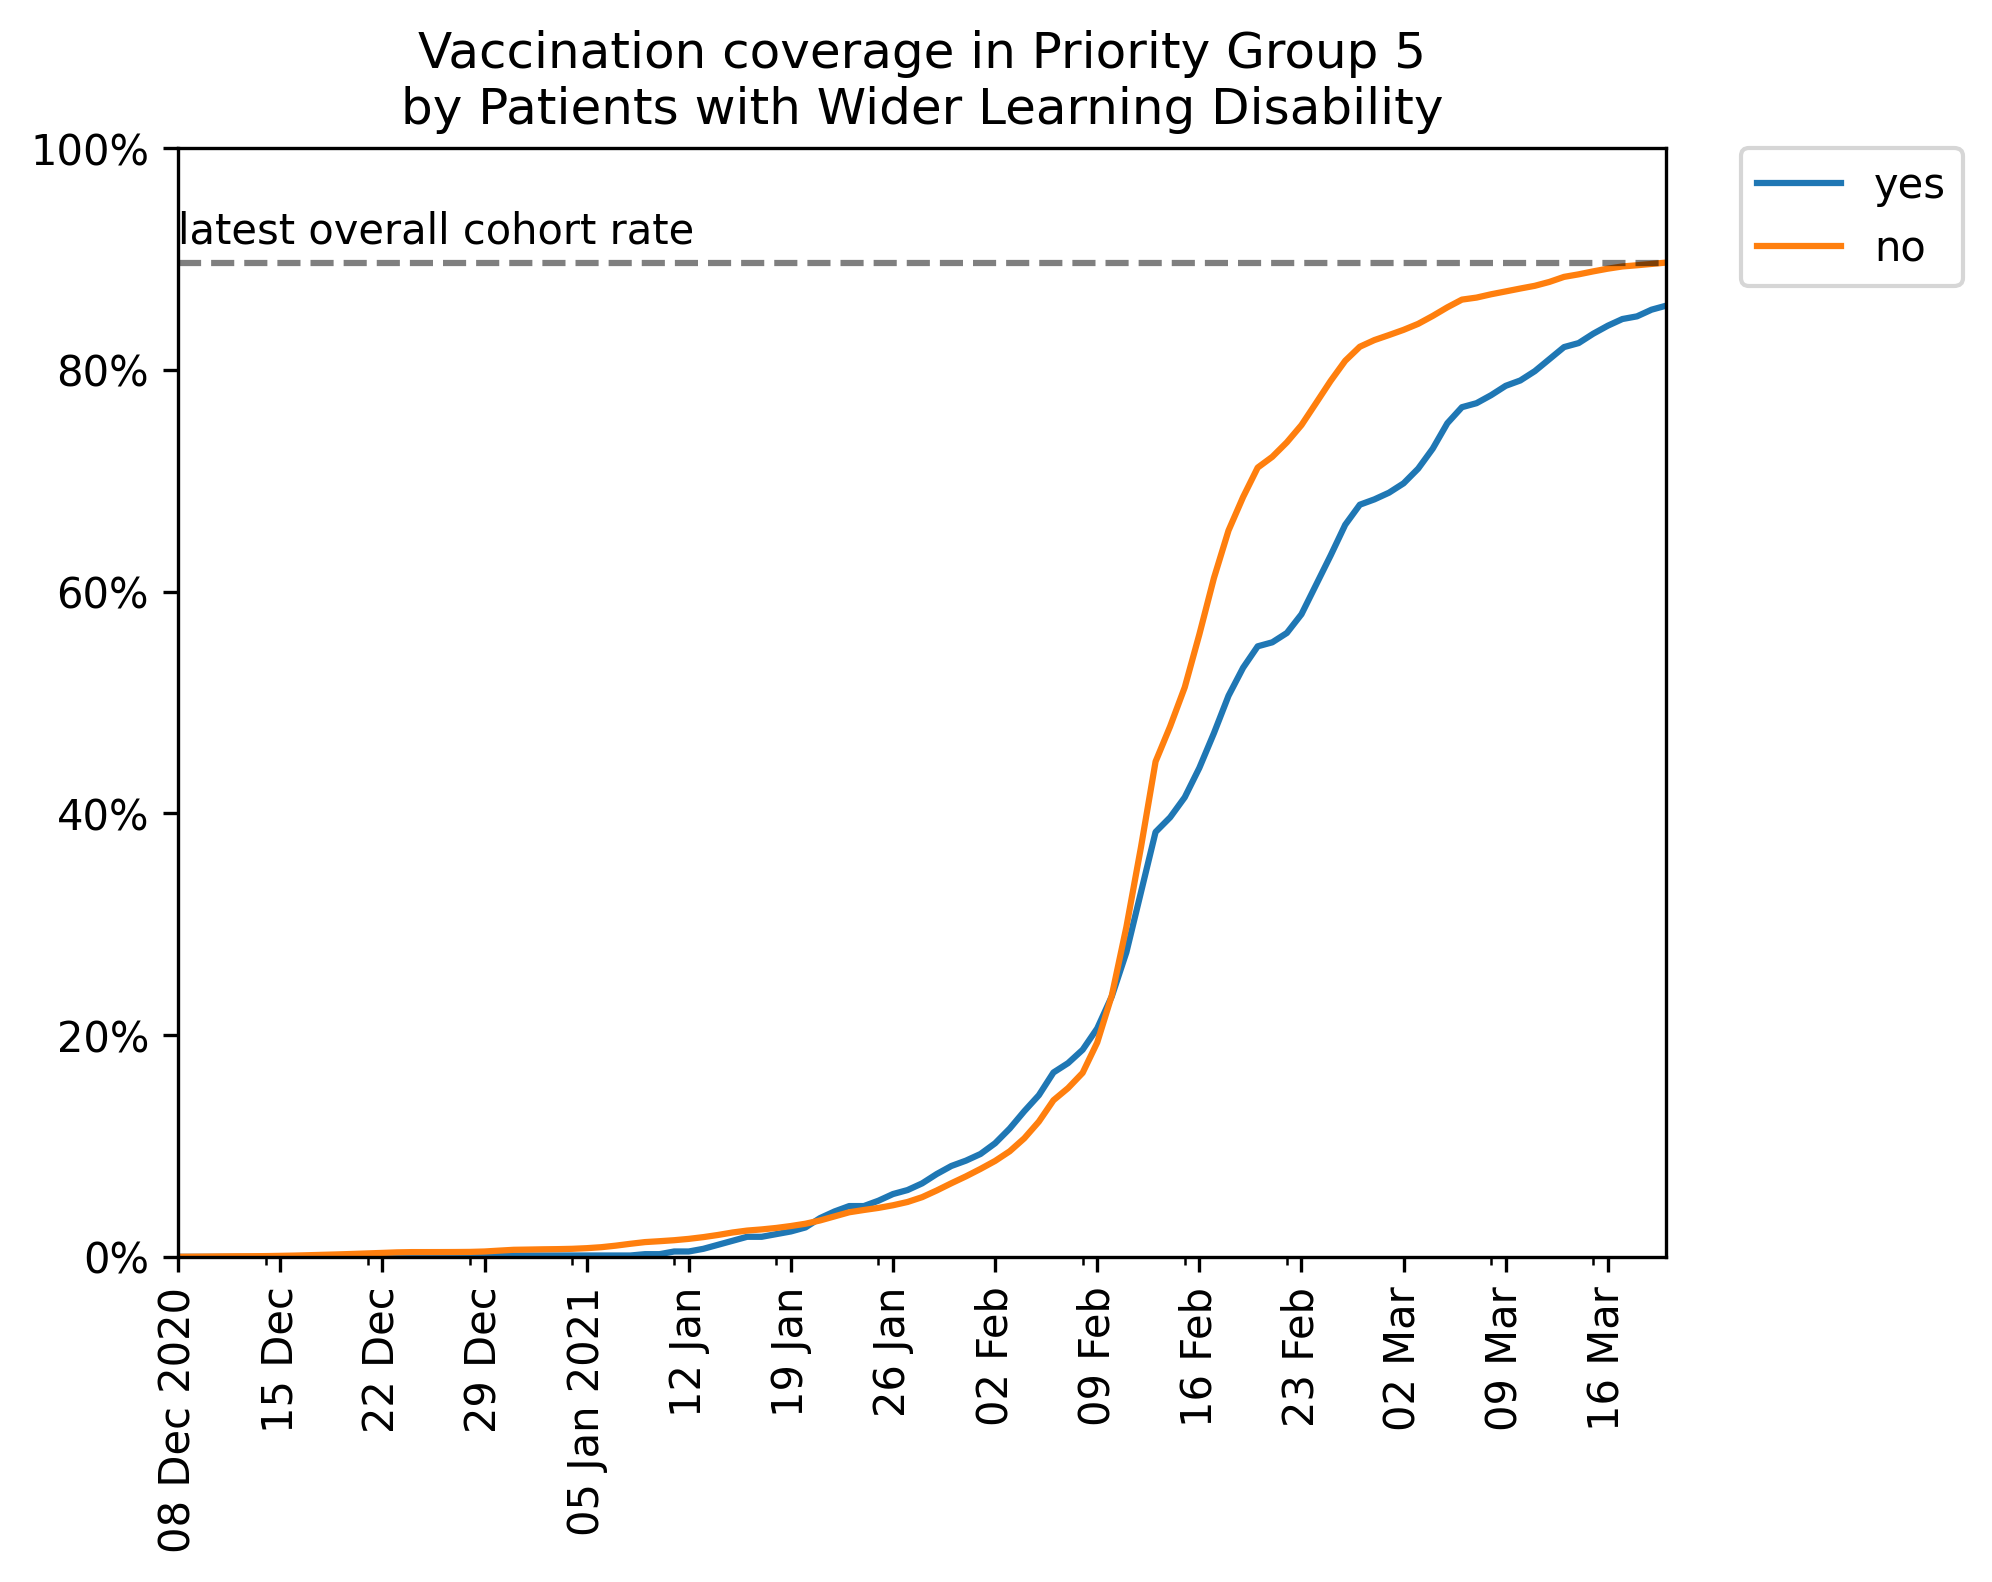 Vaccination coverage in Priority Group 5
by Patients with Wider Learning Disability
100%
80%
60%
40%
20%
0%
latest overall cohort rate
yes
no
08 Dec 2020
15 Dec
22 Dec
29 Dec
05 Jan 2021
12 Jan
19 Jan
26 Jan
02 Feb
09 Feb
16 Feb
23 Feb
02 Mar
09 Mar
16 Mar